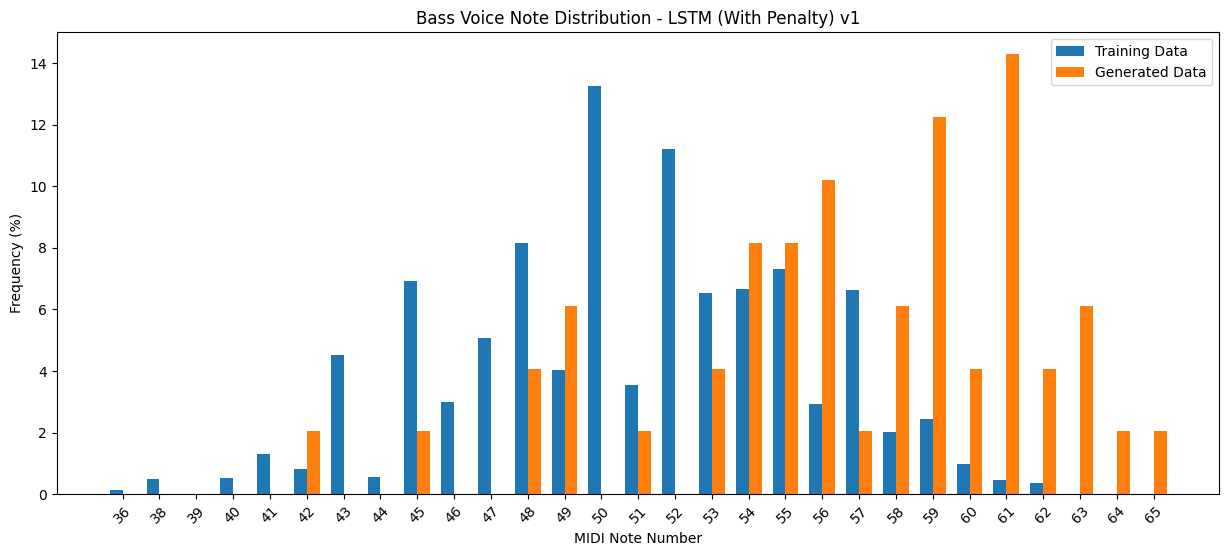 Bass Voice Note Distribution - LSTM (With Penalty) v1
Training Data
Generated Data
Frequency (%)
14
12
10
8
6
4
2
0
36 38 39 40 41 42 43 44 45 46 47 48 49 50 51 52 53 54 55 56 57 58 59 60 61 62 63 64 65
MIDI Note Number